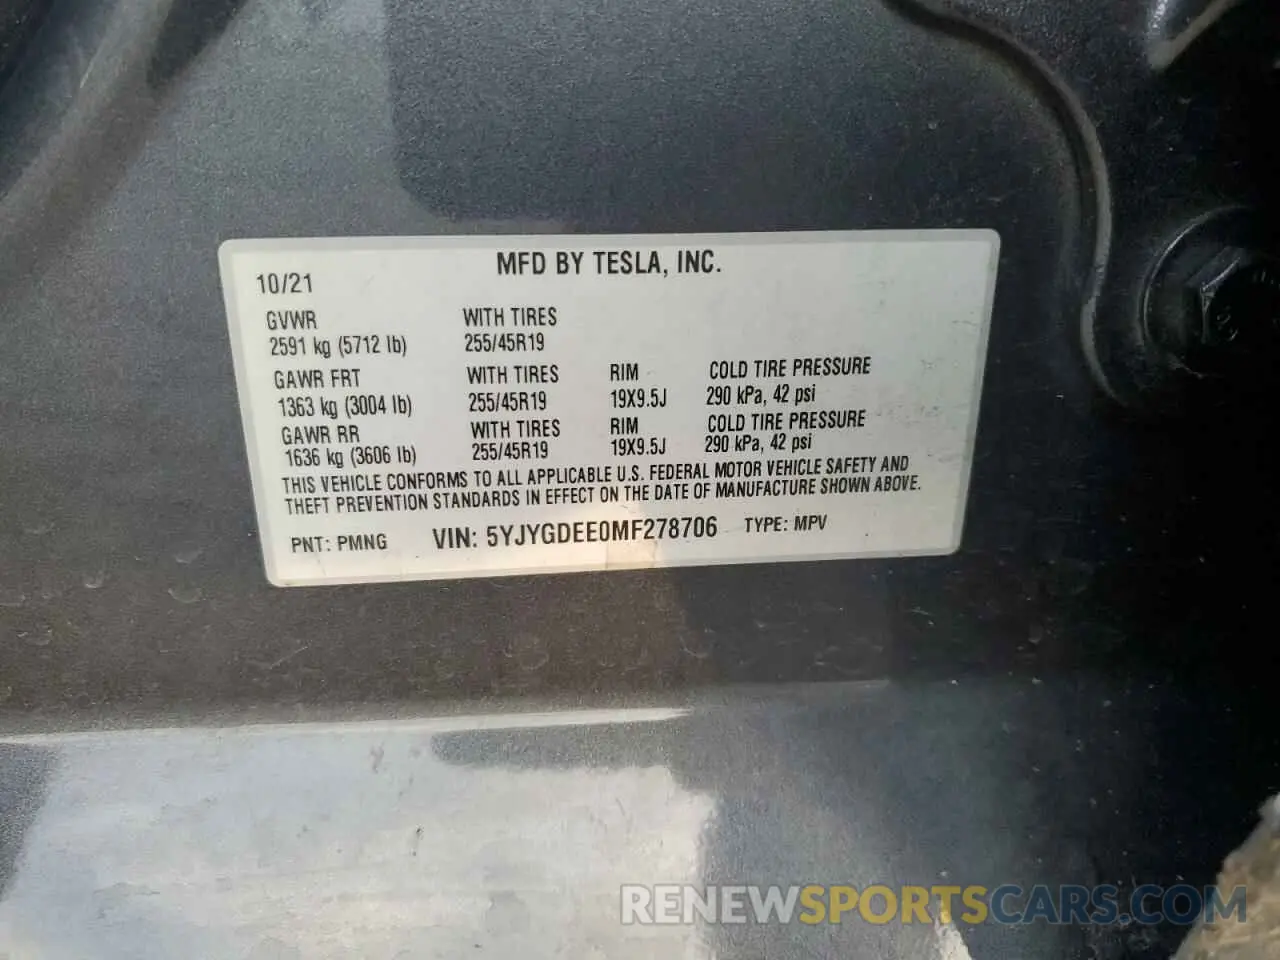 MFD BY TESLA, INC.
10/21
GVWR WITH TIRES
2591 kg (5712 lb) 255/45R19
GAWR FRT WITH TIRES RIM COLD TIRE PRESSURE
1363 kg (3004 lb) 255/45R19 19X9.5J 290 kPa, 42 psi
GAWR RR WITH TIRES RIM COLD TIRE PRESSURE
1636 kg (3606 lb) 255/45R19 19X9.5J 290 kPa, 42 psi
THIS VEHICLE CONFORMS TO ALL APPLICABLE U.S. FEDERAL MOTOR VEHICLE SAFETY AND
THEFT PREVENTION STANDARDS IN EFFECT ON THE DATE OF MANUFACTURE SHOWN ABOVE.
PNT: PMNG VIN: 5YJYGDEE0MF278706 TYPE: MPV
RENEWSPORTSCARS.COM